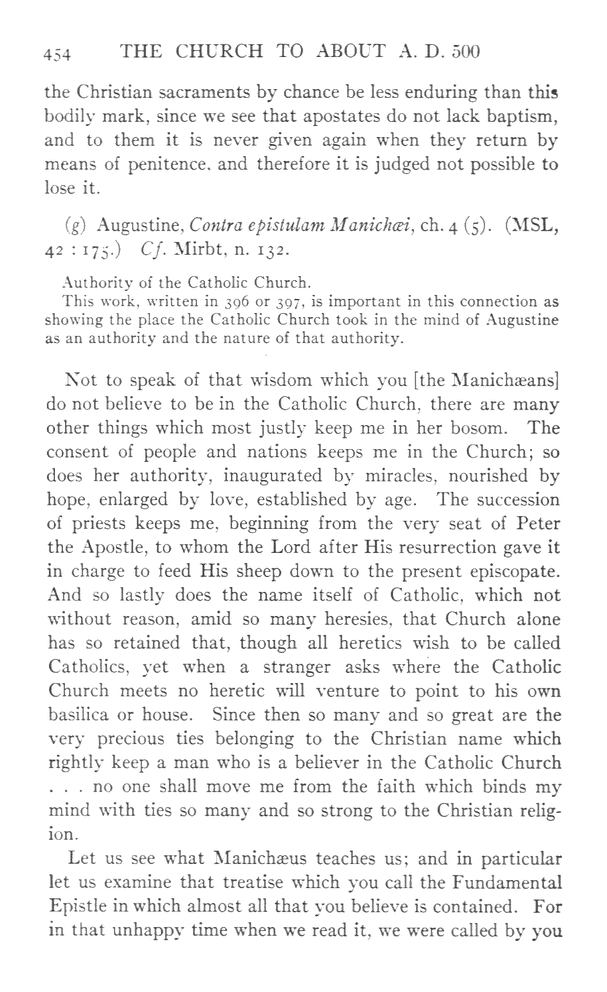 454 THE CHURCH TO ABOUT A. D. 500
the Christian sacraments by chance be less enduring than this
bodily mark, since we see that apostates do not lack baptism,
and to them it is never given again when they return by
means of penitence, and therefore it is judged not possible to
lose it.
(g) Augustine, Contra epistulam Manichæi, ch. 4 (5). (MSL,
42 : 175.) Cf. Mirbt, n. 132.
Authority of the Catholic Church.
This work, written in 396 or 397, is important in this connection as
showing the place the Catholic Church took in the mind of Augustine
as an authority and the nature of that authority.
Not to speak of that wisdom which you [the Manichæans]
do not believe to be in the Catholic Church, there are many
other things which most justly keep me in her bosom. The
consent of people and nations keeps me in the Church; so
does her authority, inaugurated by miracles, nourished by
hope, enlarged by love, established by age. The succession
of priests keeps me, beginning from the very seat of Peter
the Apostle, to whom the Lord after His resurrection gave it
in charge to feed His sheep down to the present episcopate.
And so lastly does the name itself of Catholic, which not
without reason, amid so many heresies, that Church alone
has so retained that, though all heretics wish to be called
Catholics, yet when a stranger asks where the Catholic
Church meets no heretic will venture to point to his own
basilica or house. Since then so many and so great are the
very precious ties belonging to the Christian name which
rightly keep a man who is a believer in the Catholic Church
. . . no one shall move me from the faith which binds my
mind with ties so many and so strong to the Christian relig-
ion.
Let us see what Manichæus teaches us; and in particular
let us examine that treatise which you call the Fundamental
Epistle in which almost all that you believe is contained. For
in that unhappy time when we read it, we were called by you